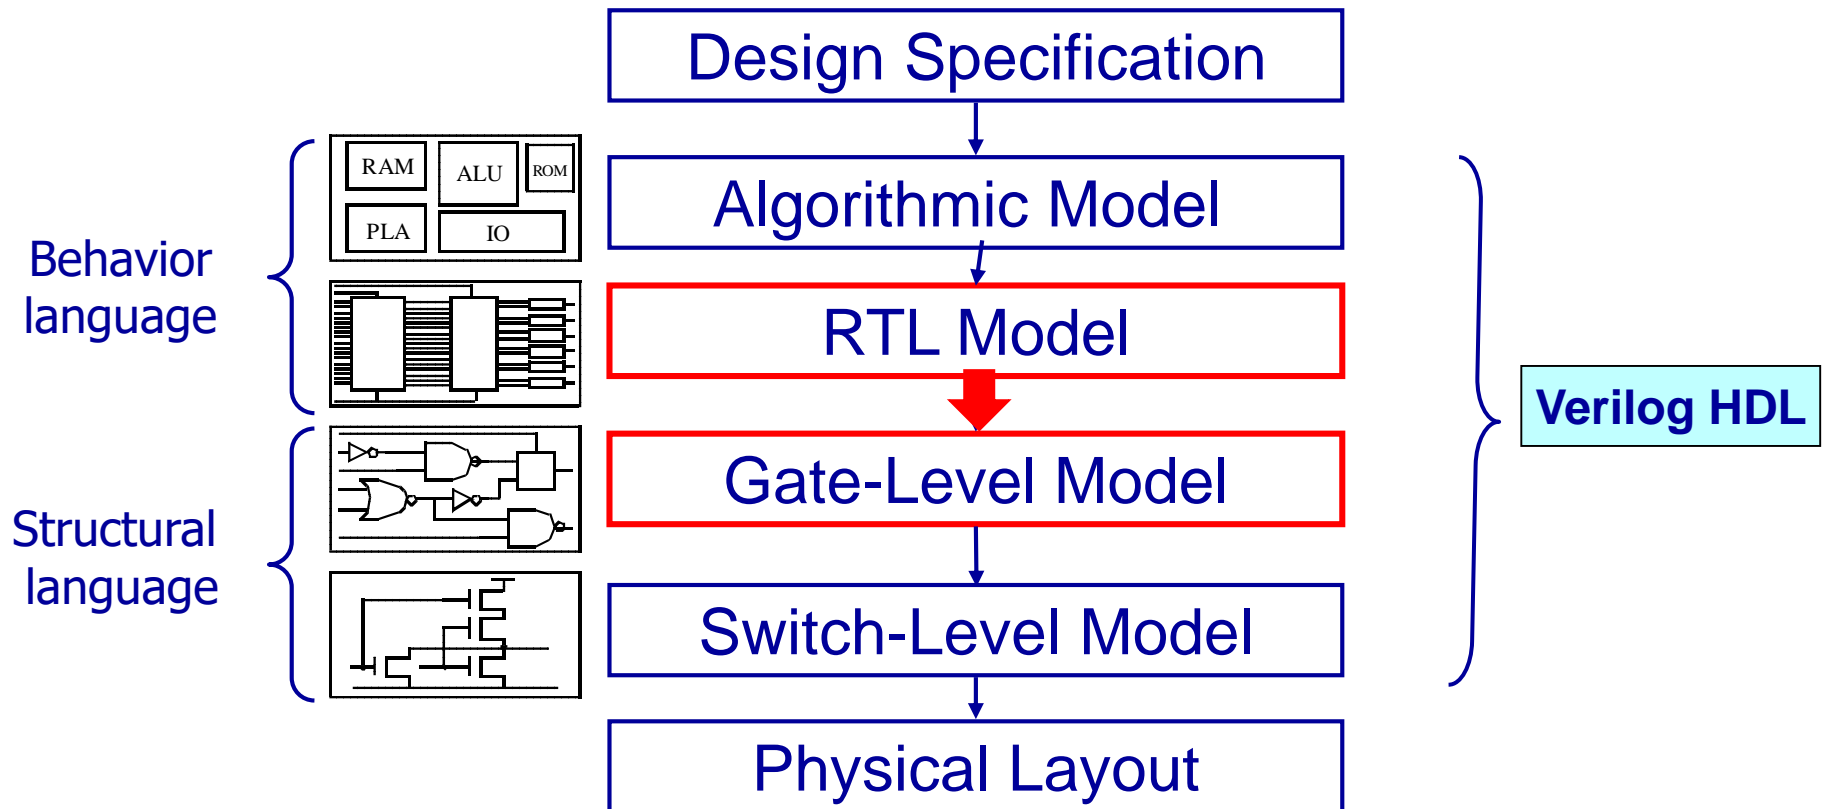 Design Specification
RAM
ALU
ROM
PLA
IO
Algorithmic Model
Behavior
language
RTL Model
Verilog HDL
Gate-Level Model
Structural
language
Switch-Level Model
Physical Layout